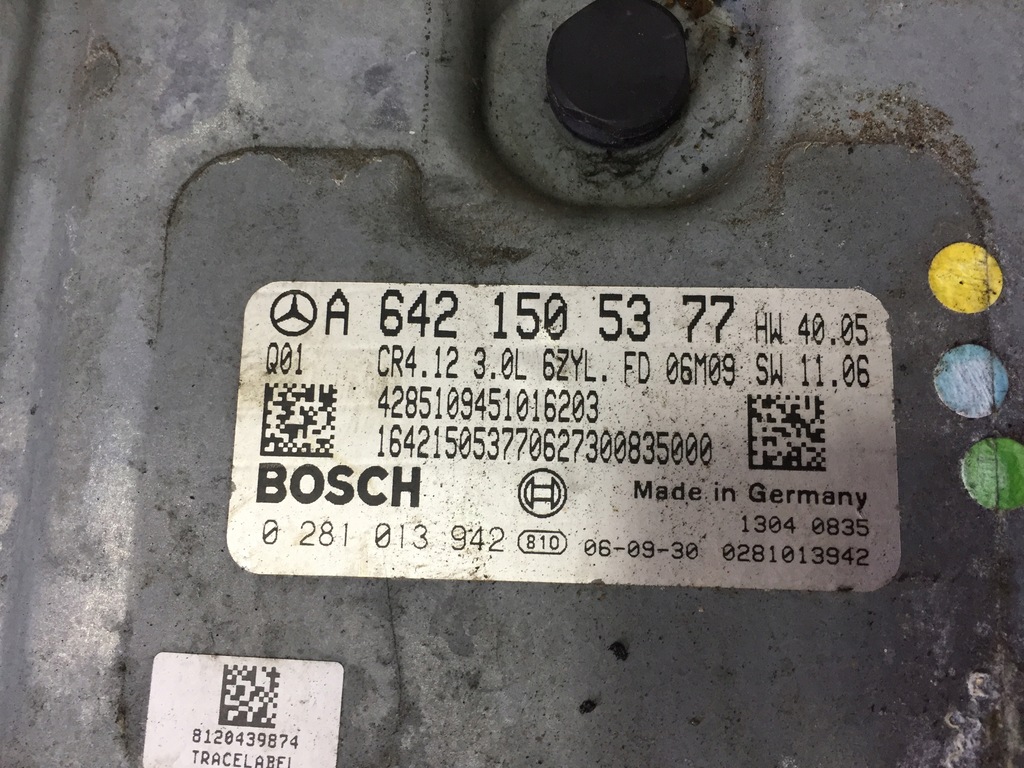 A 642 150 53 77 HW 40.05
Q01 CR4.12 3.0L 6ZYL. FD 06M09 SW 11.06
4285109451016203
164215053770627300835000
BOSCH Made in Germany
1304 0835
0 281 013 942 810 06-09-30 0281013942
8120439874
TRACELABEL